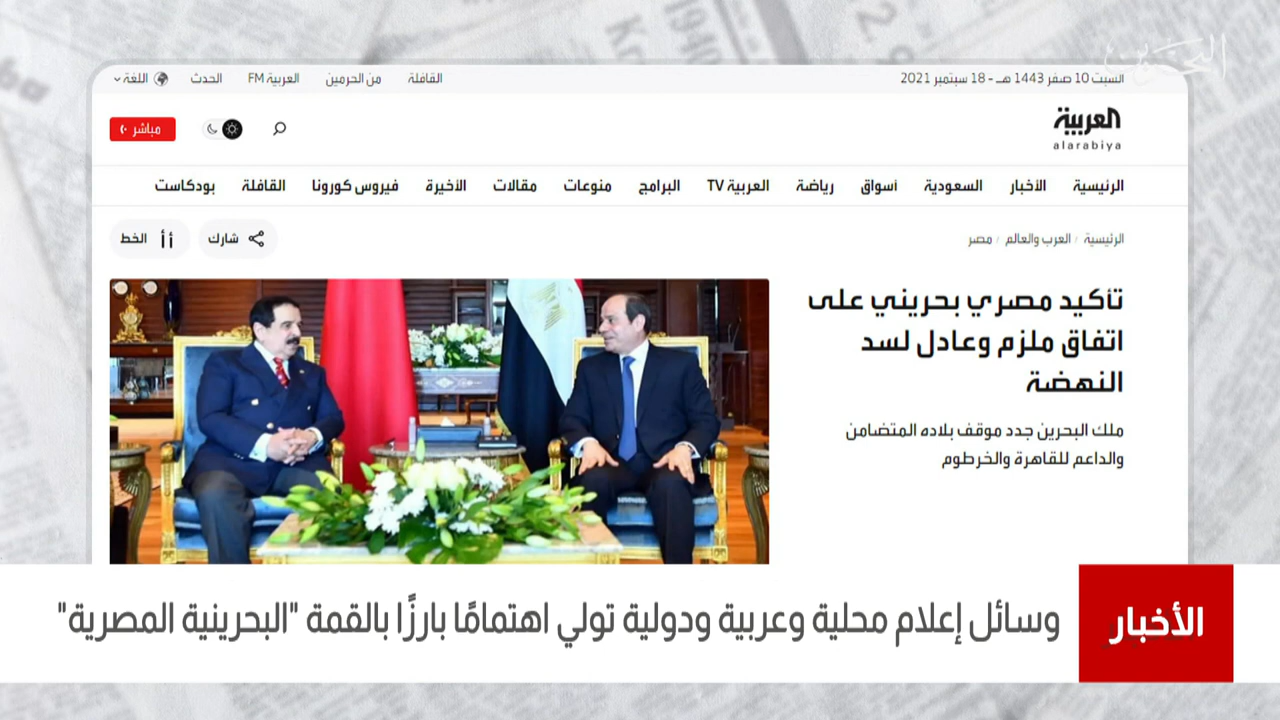 البحرين
السبت 10 صفر 1443 هـ - 18 سبتمبر 2021
القافلة
من الحرمين
العربية FM
الحدث
اللغة
العربية
alarabiya
مباشر
الرئيسية
الأخبار
السعودية
أسواق
رياضة
العربية TV
البرامج
منوعات
مقالات
الأخيرة
فيروس كورونا
القافلة
بودكاست
الرئيسية / العرب والعالم / مصر
شارك
أأ الخط
تأكيد مصري بحريني على
اتفاق ملزم وعادل لسد
النهضة
ملك البحرين جدد موقف بلاده المتضامن
والداعم للقاهرة والخرطوم
الأخبار
وسائل إعلام محلية وعربية ودولية تولي اهتمامًا بارزًا بالقمة "البحرينية المصرية"